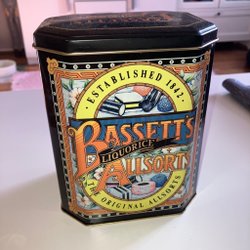 ESTABLISHED 1842
BASSETT'S
LIQUORICE
ALLSORTS
THE ORIGINAL ALLSORTS